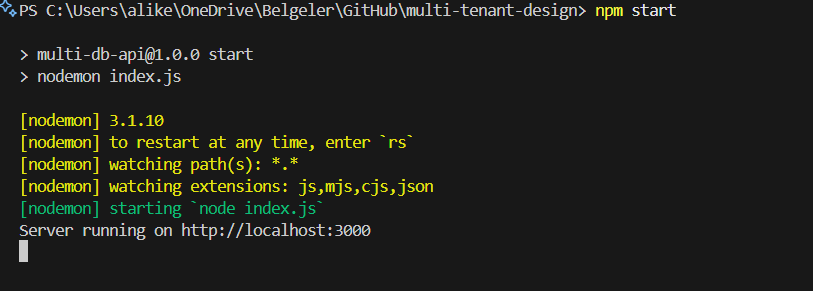 PS C:\Users\alike\OneDrive\Belgeler\GitHub\multi-tenant-design> npm start
> multi-db-api@1.0.0 start
> nodemon index.js
[nodemon] 3.1.10
[nodemon] to restart at any time, enter `rs`
[nodemon] watching path(s): *.*
[nodemon] watching extensions: js,mjs,cjs,json
[nodemon] starting `node index.js`
Server running on http://localhost:3000